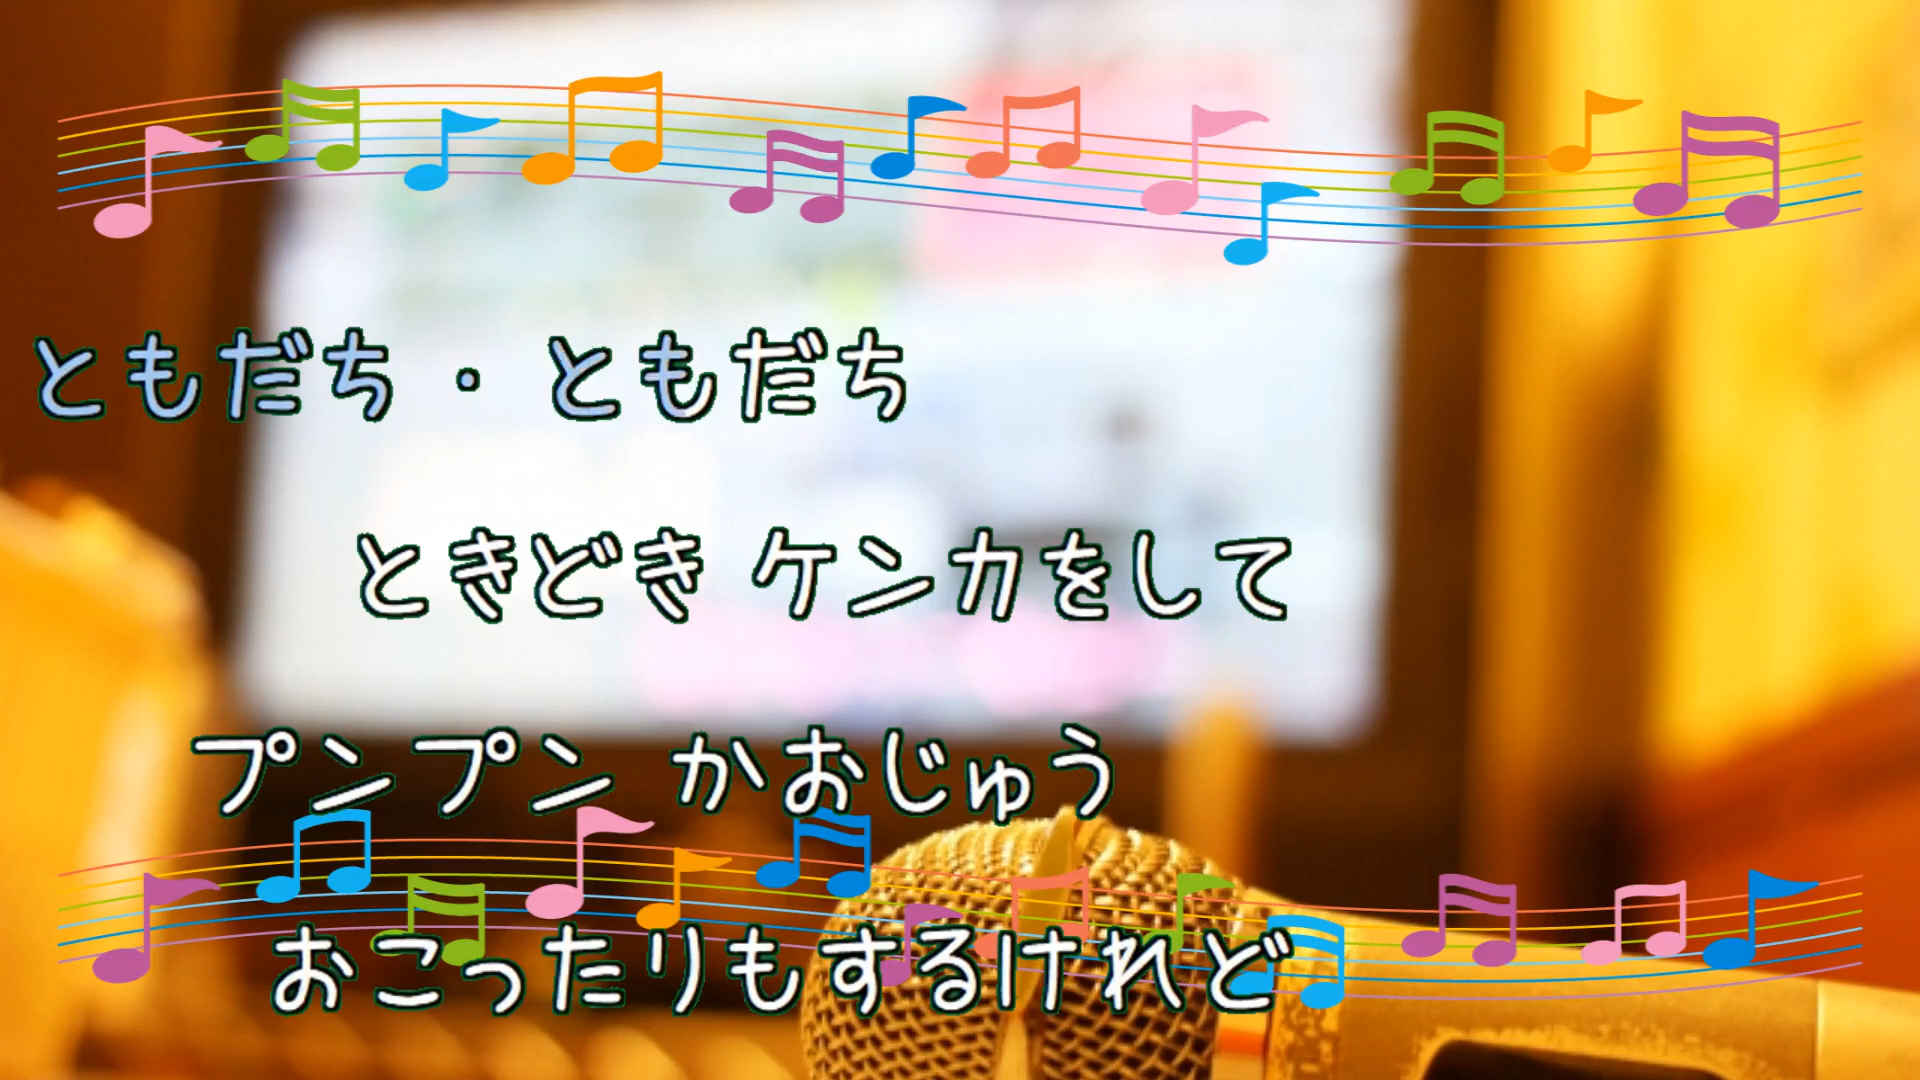 ともだち・ともだち
ときどき ケンカをして
プンプン かおじゅう
おこったりもするけれど